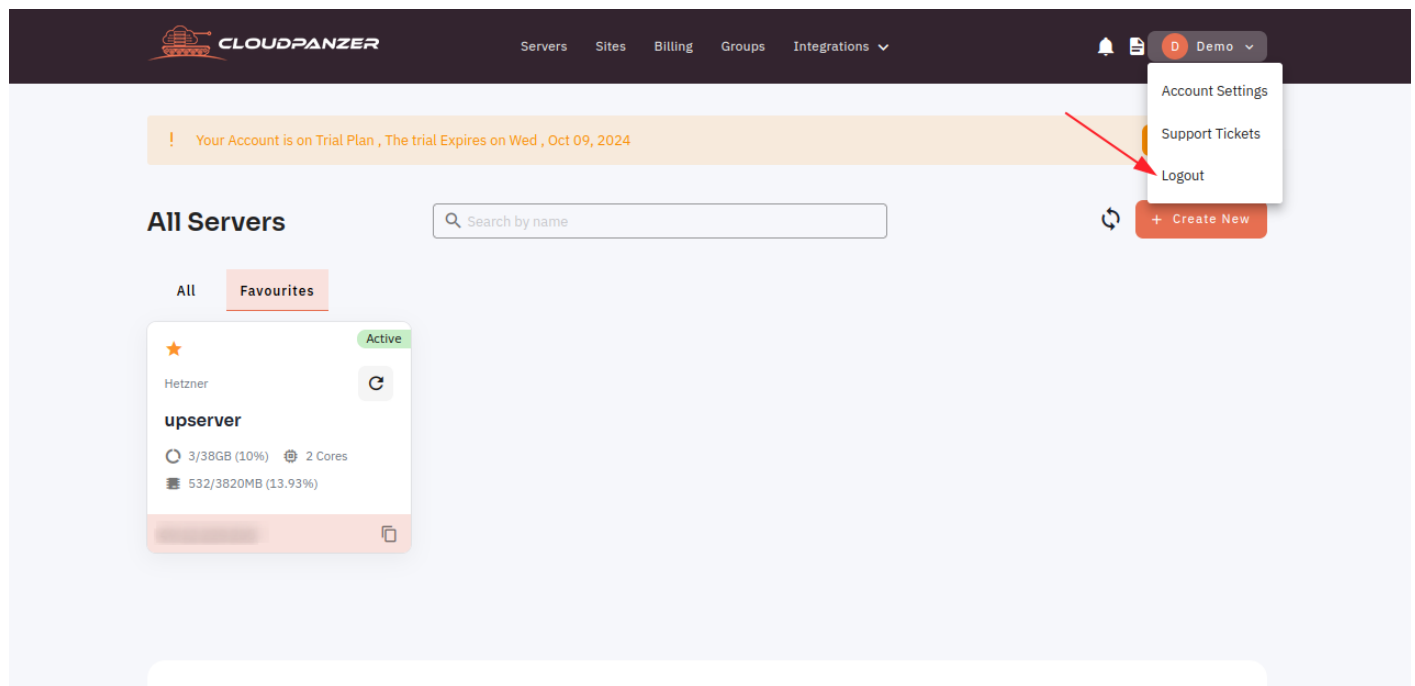 CLOUDPANZER
Servers Sites Billing Groups Integrations
D Demo
Account Settings
Support Tickets
Logout
! Your Account is on Trial Plan , The trial Expires on Wed , Oct 09, 2024
All Servers
Search by name
+ Create New
All Favourites
Active
Hetzner
upserver
3/38GB (10%) 2 Cores
532/3820MB (13.93%)